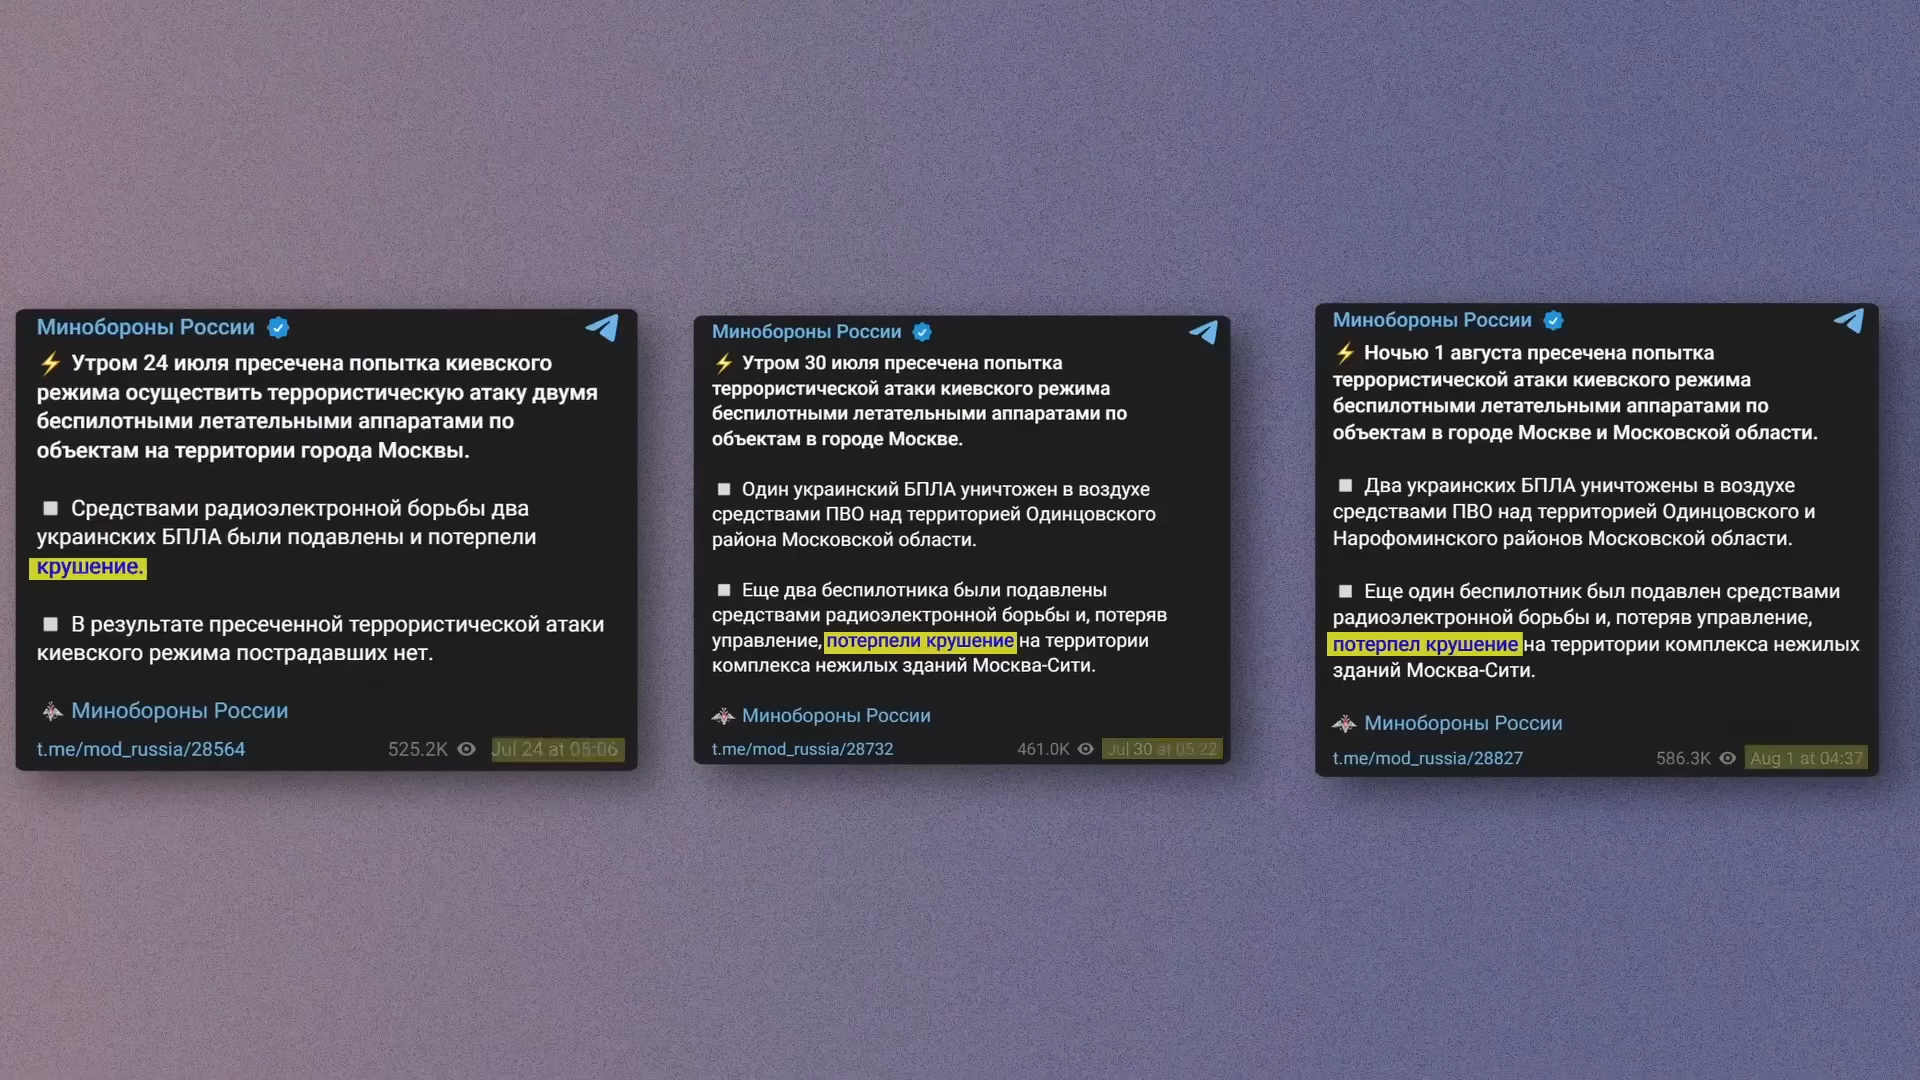 Минобороны России
⚡ Утром 24 июля пресечена попытка киевского
режима осуществить террористическую атаку двумя
беспилотными летательными аппаратами по
объектам на территории города Москвы.
◻ Средствами радиоэлектронной борьбы два
украинских БПЛА были подавлены и потерпели
крушение.
◻ В результате пресеченной террористической атаки
киевского режима пострадавших нет.
Минобороны России
t.me/mod_russia/28564 525.2K Jul 24 at 05:06
Минобороны России
⚡ Утром 30 июля пресечена попытка
террористической атаки киевского режима
беспилотными летательными аппаратами по
объектам в городе Москве.
◻ Один украинский БПЛА уничтожен в воздухе
средствами ПВО над территорией Одинцовского
района Московской области.
◻ Еще два беспилотника были подавлены
средствами радиоэлектронной борьбы и, потеряв
управление, потерпели крушение на территории
комплекса нежилых зданий Москва-Сити.
Минобороны России
t.me/mod_russia/28732 461.0K Jul 30 at 05:22
Минобороны России
⚡ Ночью 1 августа пресечена попытка
террористической атаки киевского режима
беспилотными летательными аппаратами по
объектам в городе Москве и Московской области.
◻ Два украинских БПЛА уничтожены в воздухе
средствами ПВО над территорией Одинцовского и
Нарофоминского районов Московской области.
◻ Еще один беспилотник был подавлен средствами
радиоэлектронной борьбы и, потеряв управление,
потерпел крушение на территории комплекса нежилых
зданий Москва-Сити.
Минобороны России
t.me/mod_russia/28827 586.3K Aug 1 at 04:37